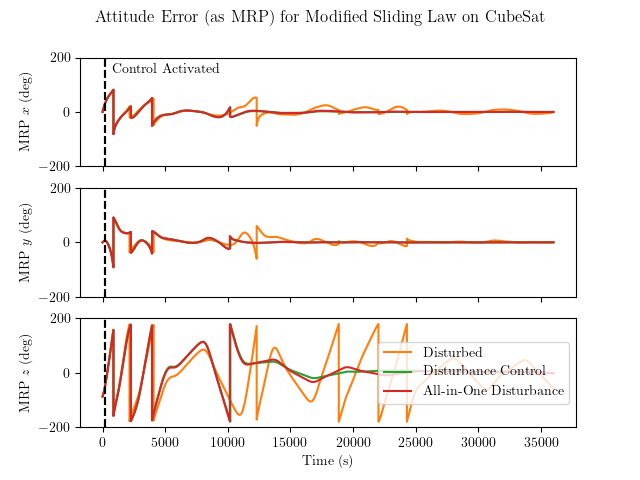 Attitude Error (as MRP) for Modified Sliding Law on CubeSat
MRP x (deg)
200
0
−200
Control Activated
MRP y (deg)
200
0
−200
MRP z (deg)
200
0
−200
Disturbed
Disturbance Control
All-in-One Disturbance
0 5000 10000 15000 20000 25000 30000 35000
Time (s)